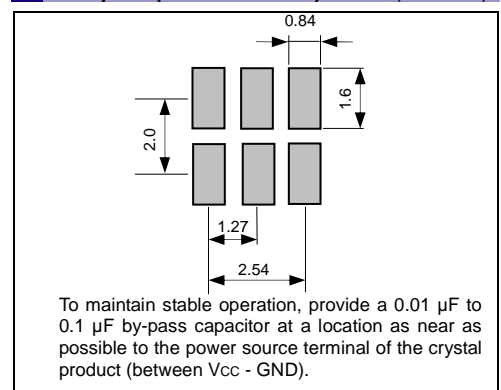 0.84
1.6
2.0
1.27
2.54
To maintain stable operation, provide a 0.01 µF to
0.1 µF by-pass capacitor at a location as near as
possible to the power source terminal of the crystal
product (between Vcc - GND).